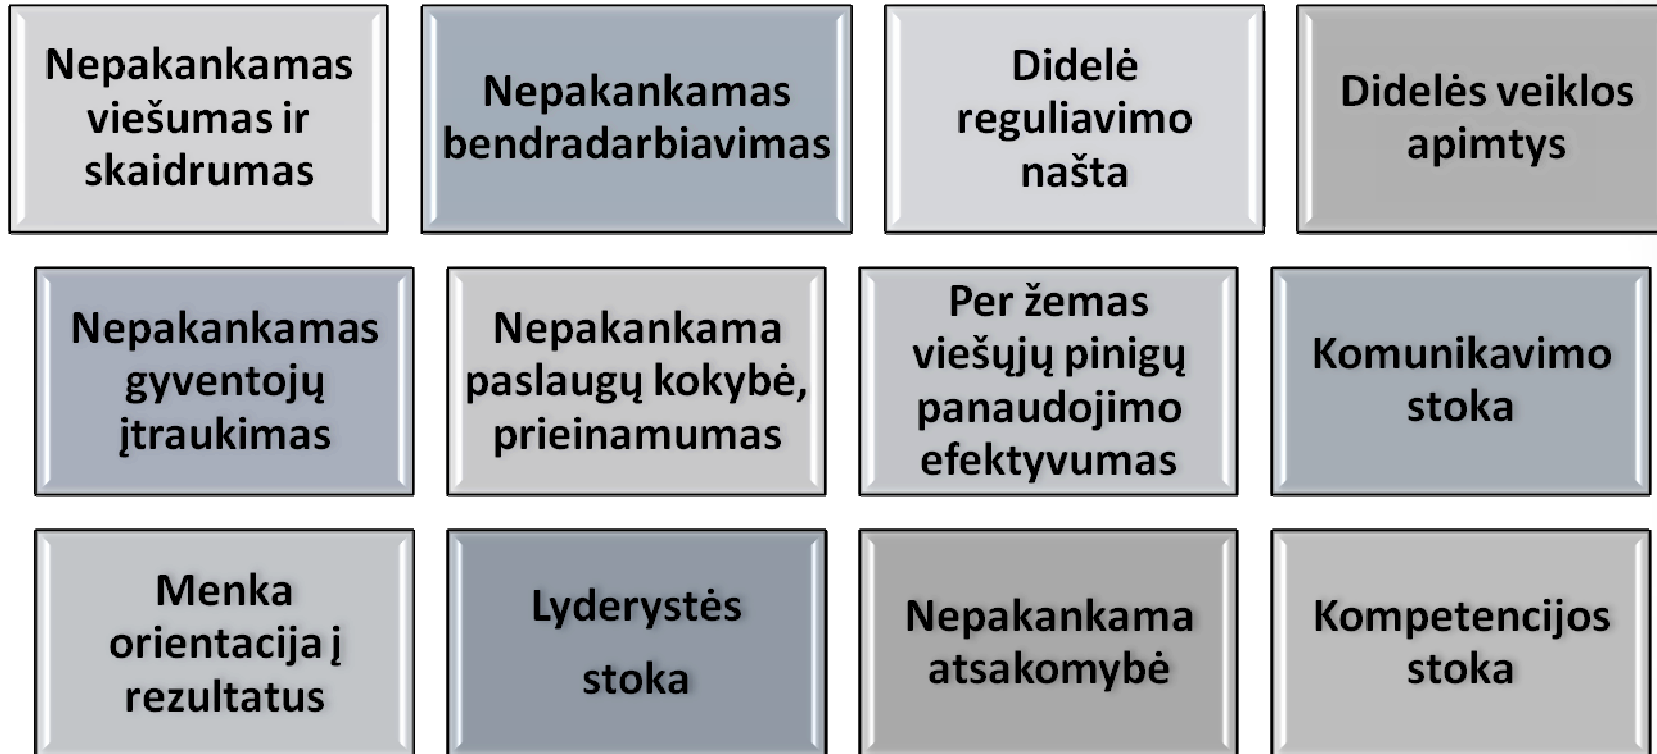 Nepakankamas
viešumas ir
skaidrumas
Nepakankamas
bendradarbiavimas
Didelė
reguliavimo
našta
Didelės veiklos
apimtys
Nepakankamas
gyventojų
įtraukimas
Nepakankama
paslaugų kokybė,
prieinamumas
Per žemas
viešųjų pinigų
panaudojimo
efektyvumas
Komunikavimo
stoka
Menka
orientacija į
rezultatus
Lyderystės
stoka
Nepakankama
atsakomybė
Kompetencijos
stoka